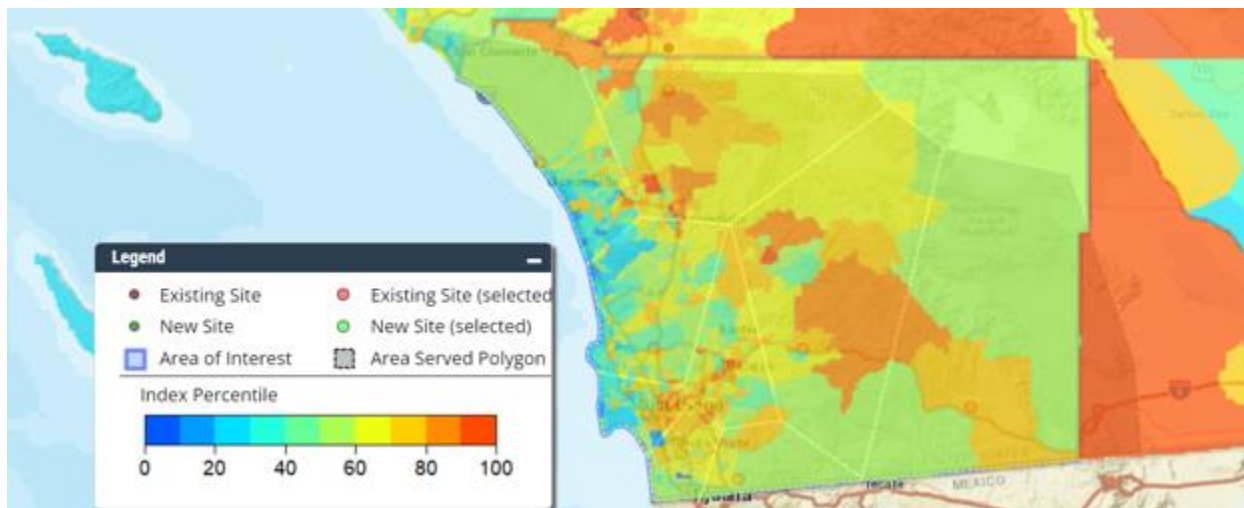 Legend
Existing Site
Existing Site (selected
New Site
New Site (selected)
Area of Interest
Area Served Polygon
Index Percentile
0 20 40 60 80 100
Tecate
MEXICO